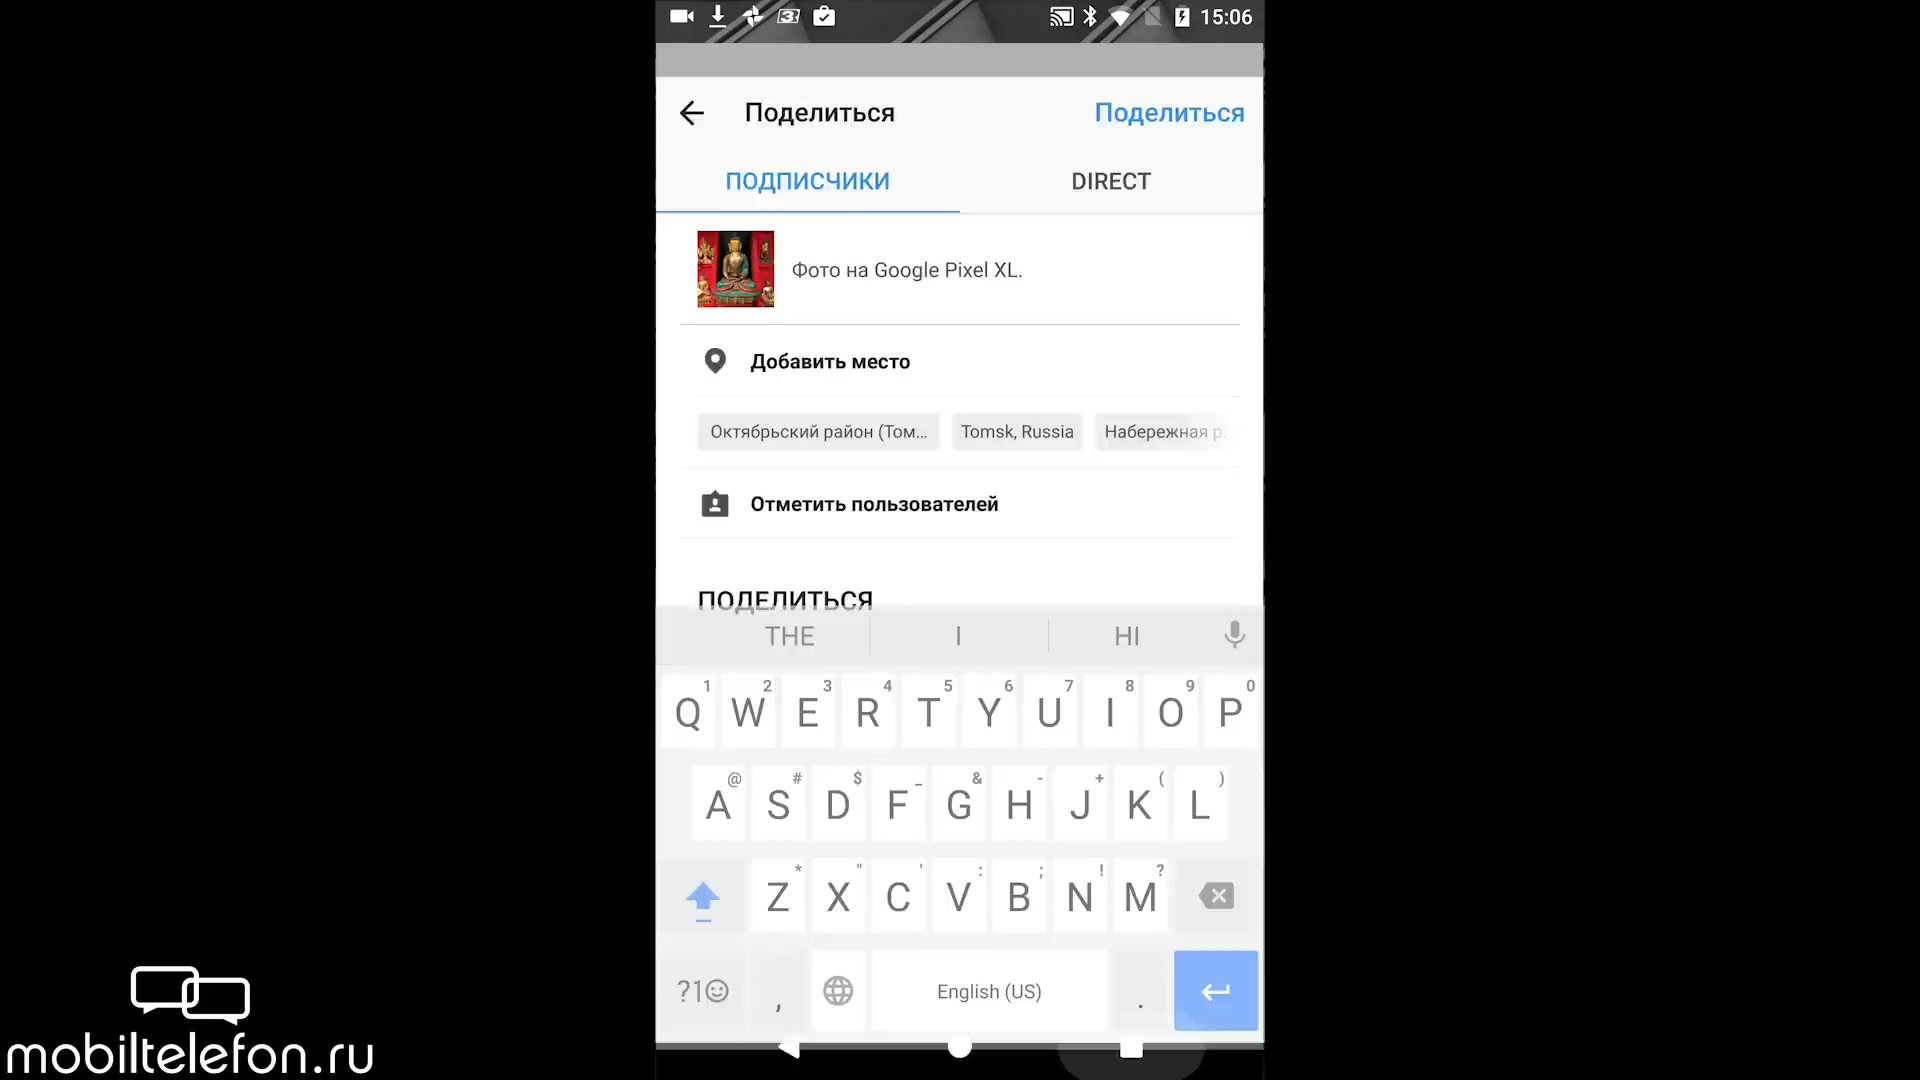 15:06
Поделиться Поделиться
ПОДПИСЧИКИ DIRECT
Фото на Google Pixel XL.
Добавить место
Октябрьский район (Том... Tomsk, Russia Набережная р.
Отметить пользователей
ПОДЕЛИТЬСЯ
THE I HI
1 2 3 4 5 6 7 8 9 0
Q W E R T Y U I O P
@ # $ _ & - + ( )
A S D F G H J K L
* " ' : ; ! ?
Z X C V B N M
?1☺ , English (US) .
mobiltelefon.ru